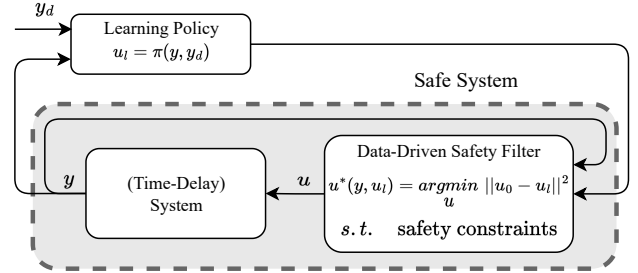 y_d
Learning Policy
u_l = π(y, y_d)
Safe System
y
(Time-Delay)
System
u
Data-Driven Safety Filter
u*(y, u_l) = argmin ||u_0 − u_l||²
u
s.t. safety constraints